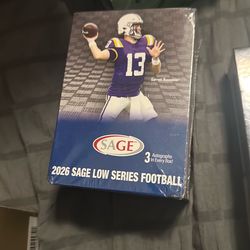 13
SAGE
3 Autographs
in Every Box!
2026 SAGE LOW SERIES FOOTBALL